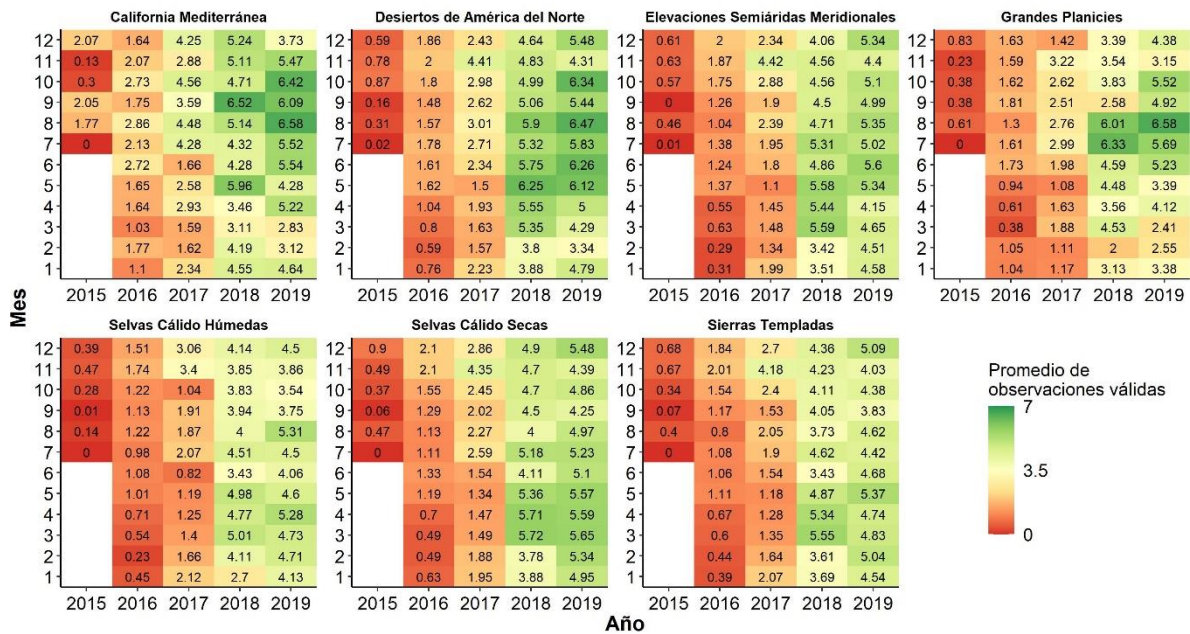 California Mediterránea
12 2.07 1.64 4.25 5.24 3.73
11 0.13 2.07 2.88 5.11 5.47
10 0.3 2.73 4.56 4.71 6.42
9 2.05 1.75 3.59 6.52 6.09
8 1.77 2.86 4.48 5.14 6.58
7 0 2.13 4.28 4.32 5.52
6 2.72 1.66 4.28 5.54
5 1.65 2.58 5.96 4.28
4 1.64 2.93 3.46 5.22
3 1.03 1.59 3.11 2.83
2 1.77 1.62 4.19 3.12
1 1.1 2.34 4.55 4.64
2015 2016 2017 2018 2019
Desiertos de América del Norte
12 0.59 1.86 2.43 4.64 5.48
11 0.78 2 4.41 4.83 4.31
10 0.87 1.8 2.98 4.99 6.34
9 0.16 1.48 2.62 5.06 5.44
8 0.31 1.57 3.01 5.9 6.47
7 0.02 1.78 2.71 5.32 5.83
6 1.61 2.34 5.75 6.26
5 1.62 1.5 6.25 6.12
4 1.04 1.93 5.55 5
3 0.8 1.63 5.35 4.29
2 0.59 1.57 3.8 3.34
1 0.76 2.23 3.88 4.79
2015 2016 2017 2018 2019
Elevaciones Semiáridas Meridionales
12 0.61 2 2.34 4.06 5.34
11 0.63 1.87 4.42 4.56 4.4
10 0.57 1.75 2.88 4.56 5.1
9 0 1.26 1.9 4.5 4.99
8 0.46 1.04 2.39 4.71 5.35
7 0.01 1.38 1.95 5.31 5.02
6 1.24 1.8 4.86 5.6
5 1.37 1.1 5.58 5.34
4 0.55 1.45 5.44 4.15
3 0.63 1.48 5.59 4.65
2 0.29 1.34 3.42 4.51
1 0.31 1.99 3.51 4.58
2015 2016 2017 2018 2019
Grandes Planicies
12 0.83 1.63 1.42 3.39 4.38
11 0.23 1.59 3.22 3.54 3.15
10 0.38 1.62 2.62 3.83 5.52
9 0.38 1.81 2.51 2.58 4.92
8 0.61 1.3 2.76 6.01 6.58
7 0 1.61 2.99 6.33 5.69
6 1.73 1.98 4.59 5.23
5 0.94 1.08 4.48 3.39
4 0.61 1.63 3.56 4.12
3 0.38 1.88 4.53 2.41
2 1.05 1.11 2 2.55
1 1.04 1.17 3.13 3.38
2015 2016 2017 2018 2019
Mes
Selvas Cálido Húmedas
12 0.39 1.51 3.06 4.14 4.5
11 0.47 1.74 3.4 3.85 3.86
10 0.28 1.22 1.04 3.83 3.54
9 0.01 1.13 1.91 3.94 3.75
8 0.14 1.22 1.87 4 5.31
7 0 0.98 2.07 4.51 4.5
6 1.08 0.82 3.43 4.06
5 1.01 1.19 4.98 4.6
4 0.71 1.25 4.77 5.28
3 0.54 1.4 5.01 4.73
2 0.23 1.66 4.11 4.71
1 0.45 2.12 2.7 4.13
2015 2016 2017 2018 2019
Selvas Cálido Secas
12 0.9 2.1 2.86 4.9 5.48
11 0.49 2.1 4.35 4.7 4.39
10 0.37 1.55 2.45 4.7 4.86
9 0.06 1.29 2.02 4.5 4.25
8 0.47 1.13 2.27 4 4.97
7 0 1.11 2.59 5.18 5.23
6 1.33 1.54 4.11 5.1
5 1.19 1.34 5.36 5.57
4 0.7 1.47 5.71 5.59
3 0.49 1.49 5.72 5.65
2 0.49 1.88 3.78 5.34
1 0.63 1.95 3.88 4.95
2015 2016 2017 2018 2019
Sierras Templadas
12 0.68 1.84 2.7 4.36 5.09
11 0.67 2.01 4.18 4.23 4.03
10 0.34 1.54 2.4 4.11 4.38
9 0.07 1.17 1.53 4.05 3.83
8 0.4 0.8 2.05 3.73 4.62
7 0 1.08 1.9 4.62 4.42
6 1.06 1.54 3.43 4.68
5 1.11 1.18 4.87 5.37
4 0.67 1.28 5.34 4.74
3 0.6 1.35 5.55 4.83
2 0.44 1.64 3.61 5.04
1 0.39 2.07 3.69 4.54
2015 2016 2017 2018 2019
Promedio de
observaciones válidas
7
3.5
0
Año